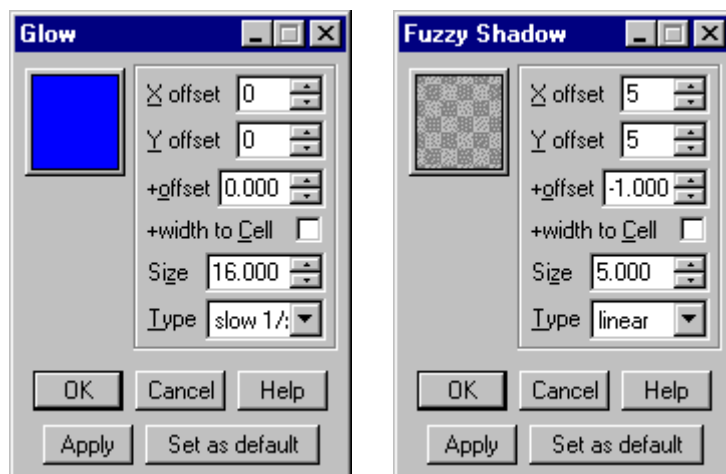 Glow
X offset 0
Y offset 0
+offset 0.000
+width to Cell
Size 16.000
Type slow 1/
OK Cancel Help
Apply Set as default
Fuzzy Shadow
X offset 5
Y offset 5
+offset -1.000
+width to Cell
Size 5.000
Type linear
OK Cancel Help
Apply Set as default